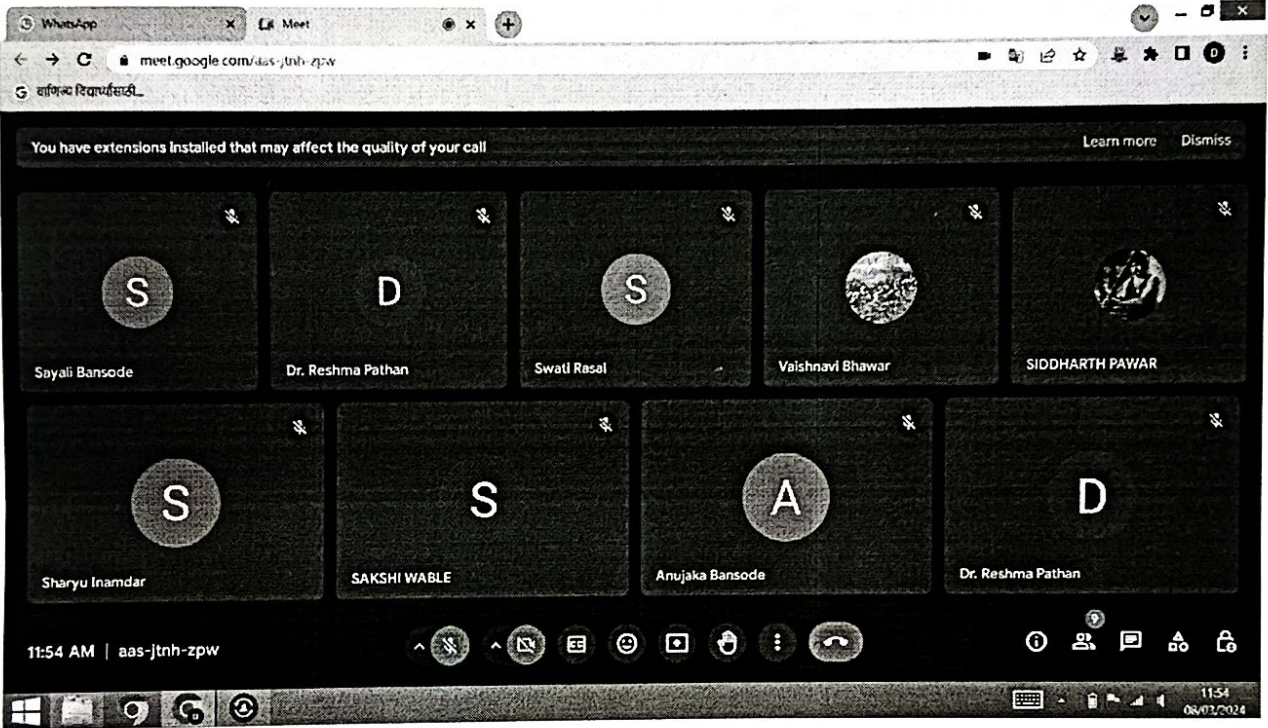 WhatsApp
Meet
meet.google.com/aas-jtnh-zpw
D
G वाणिज्य विद्यार्थ्यांसाठी...
You have extensions installed that may affect the quality of your call
Learn more Dismiss
S D S
Sayali Bansode Dr. Reshma Pathan Swati Rasal Vaishnavi Bhawar SIDDHARTH PAWAR
S S A D
Sharyu Inamdar SAKSHI WABLE Anujaka Bansode Dr. Reshma Pathan
9
11:54 AM | aas-jtnh-zpw
11:54
08/03/2024